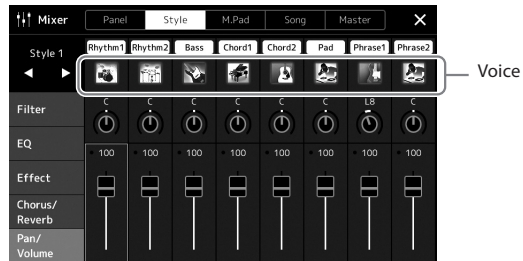 Mixer Panel Style M.Pad Song Master
Style 1 Rhythm1 Rhythm2 Bass Chord1 Chord2 Pad Phrase1 Phrase2
Voice
Filter C C C C C C L8 C
EQ 100 100 100 100 100 100 100 100
Effect
Chorus/
Reverb
Pan/
Volume